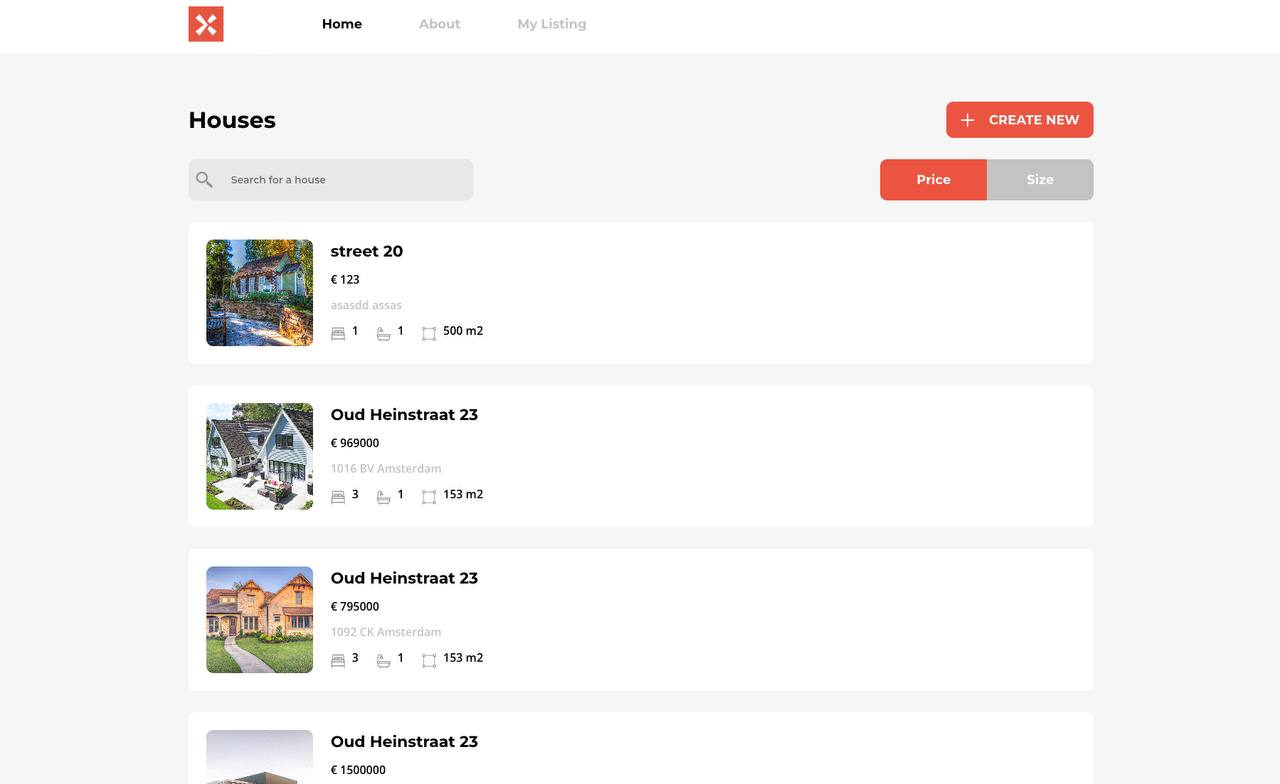 Home About My Listing
Houses
CREATE NEW
Search for a house
Price Size
street 20
€ 123
asasdd assas
1 1 500 m2
Oud Heinstraat 23
€ 969000
1016 BV Amsterdam
3 1 153 m2
Oud Heinstraat 23
€ 795000
1092 CK Amsterdam
3 1 153 m2
Oud Heinstraat 23
€ 1500000